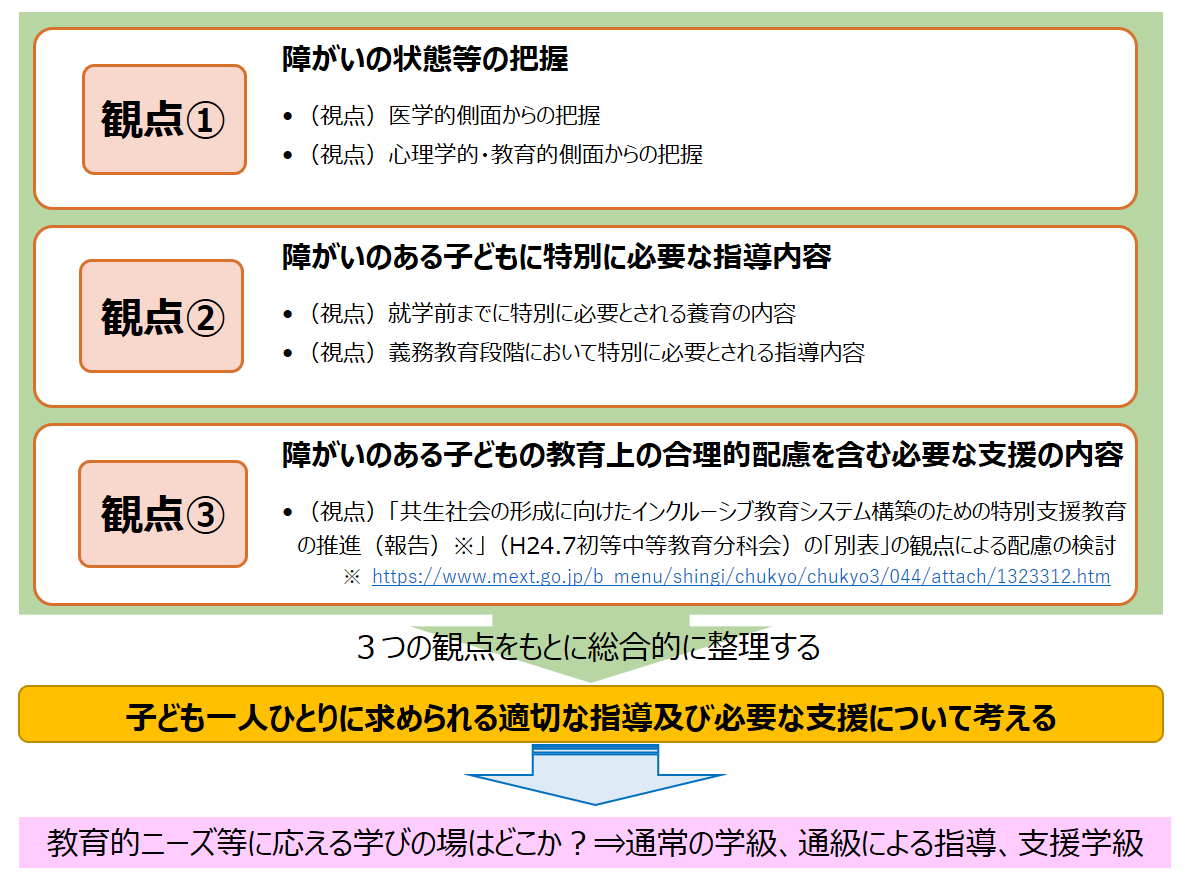 観点①
障がいの状態等の把握
•（視点）医学的側面からの把握
•（視点）心理学的・教育的側面からの把握
観点②
障がいのある子どもに特別に必要な指導内容
•（視点）就学前までに特別に必要とされる養育の内容
•（視点）義務教育段階において特別に必要とされる指導内容
観点③
障がいのある子どもの教育上の合理的配慮を含む必要な支援の内容
•（視点）「共生社会の形成に向けたインクルーシブ教育システム構築のための特別支援教育
の推進（報告）※」（H24.7初等中等教育分科会）の「別表」の観点による配慮の検討
※ https://www.mext.go.jp/b_menu/shingi/chukyo/chukyo3/044/attach/1323312.htm
３つの観点をもとに総合的に整理する
子ども一人ひとりに求められる適切な指導及び必要な支援について考える
教育的ニーズ等に応える学びの場はどこか？⇒通常の学級、通級による指導、支援学級